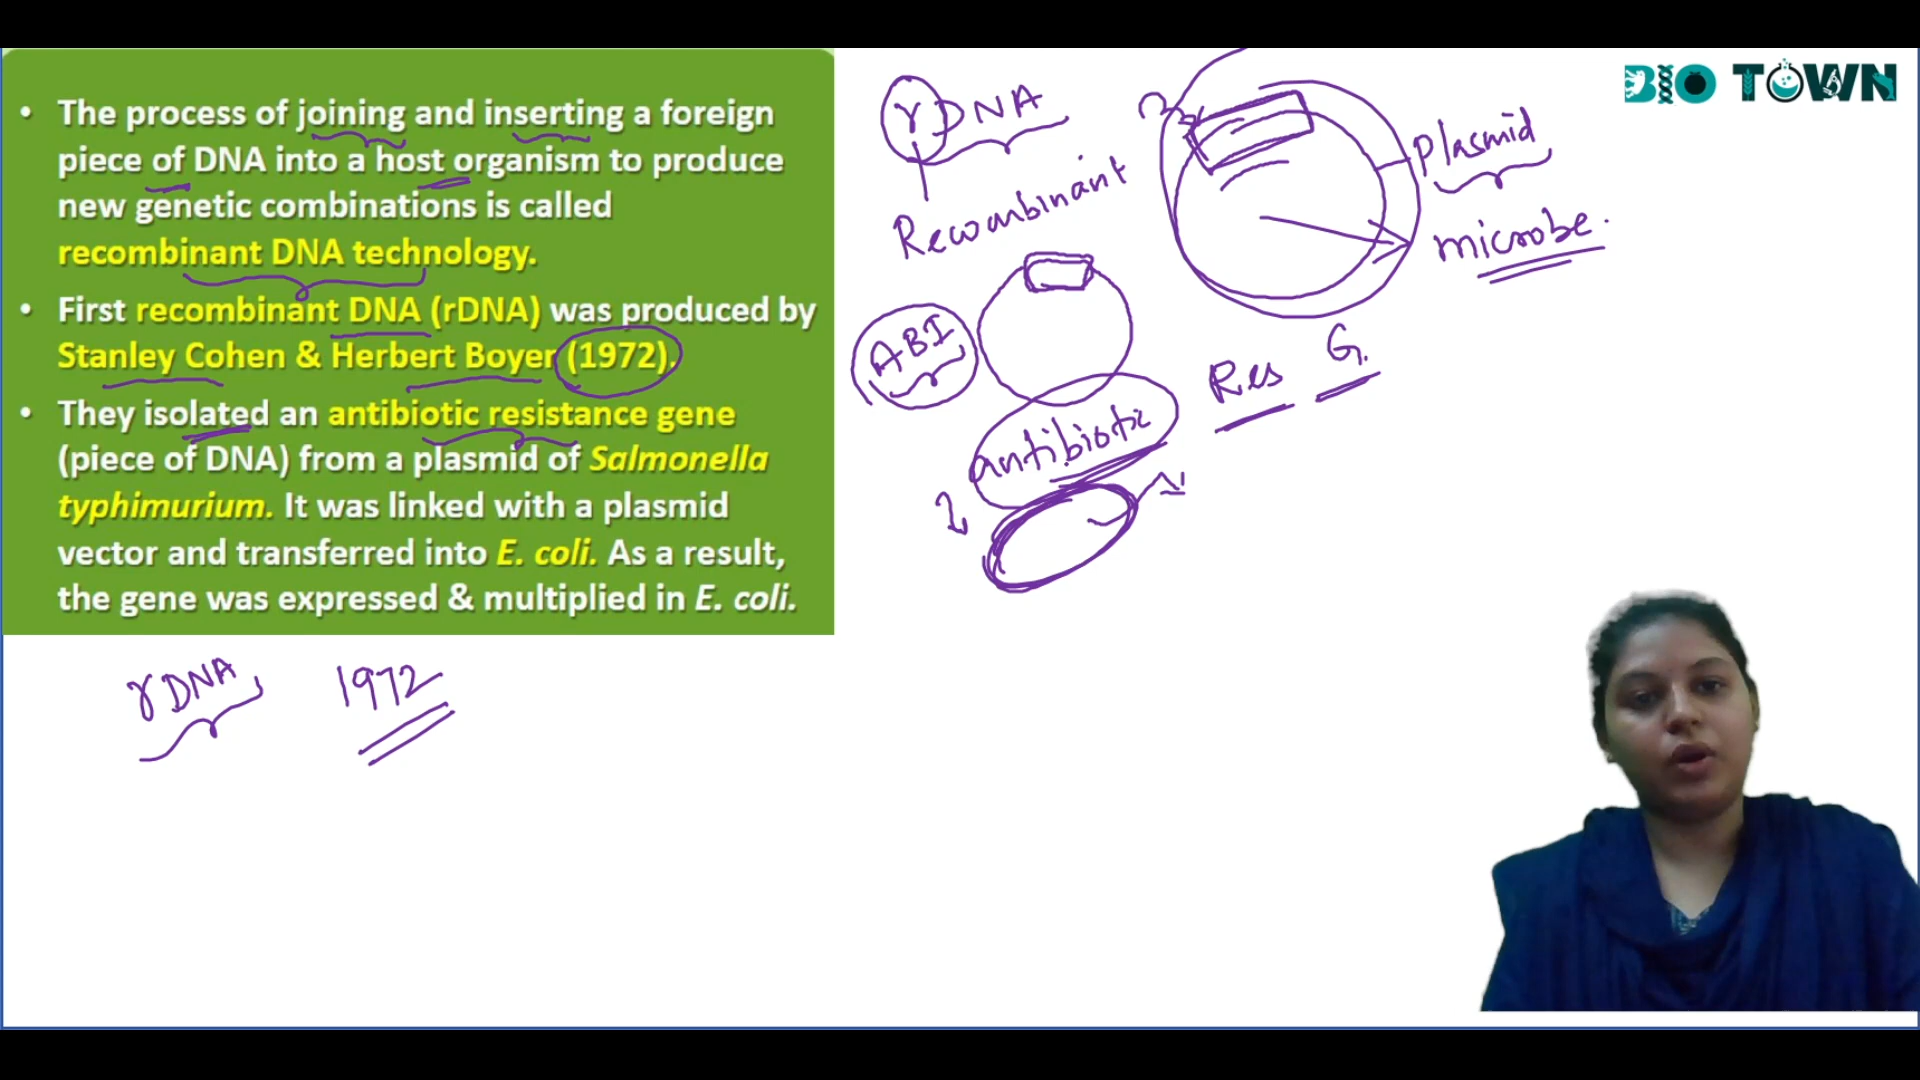 • The process of joining and inserting a foreign
piece of DNA into a host organism to produce
new genetic combinations is called
recombinant DNA technology.
• First recombinant DNA (rDNA) was produced by
Stanley Cohen & Herbert Boyer (1972).
• They isolated an antibiotic resistance gene
(piece of DNA) from a plasmid of Salmonella
typhimurium. It was linked with a plasmid
vector and transferred into E. coli. As a result,
the gene was expressed & multiplied in E. coli.
rDNA
Recombinant
plasmid
microbe.
ABI
antibiotic
Res G.
rDNA 1972
BIO TOWN